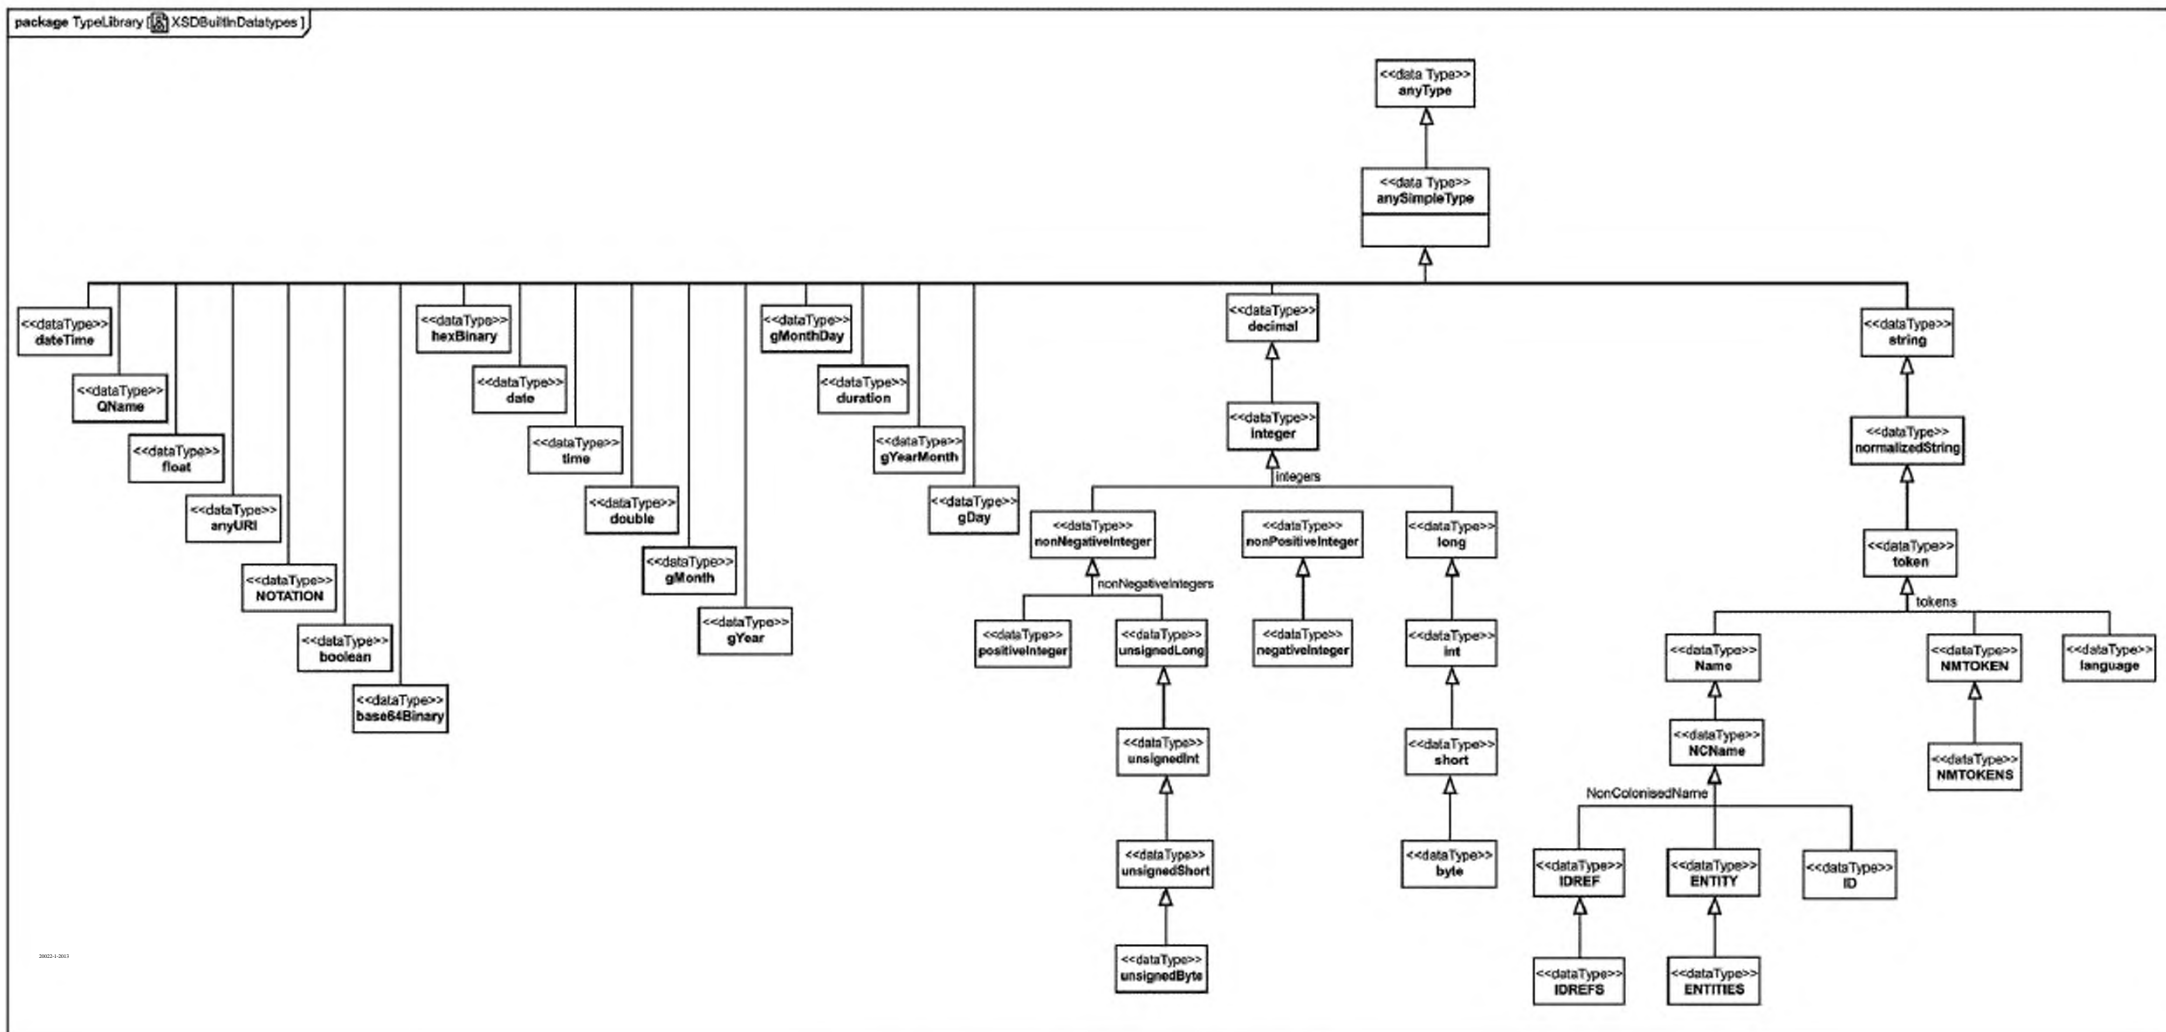 package TypeLibrary [ XSDBuiltInDatatypes ]
<<data Type>>
anyType
<<data Type>>
anySimpleType
<<dataType>>
dateTime
<<dataType>>
QName
<<dataType>>
float
<<dataType>>
anyURI
<<dataType>>
NOTATION
<<dataType>>
boolean
<<dataType>>
base64Binary
<<dataType>>
hexBinary
<<dataType>>
date
<<dataType>>
time
<<dataType>>
double
<<dataType>>
gMonth
<<dataType>>
gYear
<<dataType>>
gMonthDay
<<dataType>>
duration
<<dataType>>
gYearMonth
<<dataType>>
gDay
<<dataType>>
decimal
<<dataType>>
integer
integers
<<dataType>>
nonNegativeInteger
nonNegativeIntegers
<<dataType>>
positiveInteger
<<dataType>>
unsignedLong
<<dataType>>
unsignedInt
<<dataType>>
unsignedShort
<<dataType>>
unsignedByte
<<dataType>>
nonPositiveInteger
<<dataType>>
negativeInteger
<<dataType>>
long
<<dataType>>
int
<<dataType>>
short
<<dataType>>
byte
<<dataType>>
string
<<dataType>>
normalizedString
<<dataType>>
token
tokens
<<dataType>>
Name
<<dataType>>
NCName
NonColonisedName
<<dataType>>
IDREF
<<dataType>>
IDREFS
<<dataType>>
ENTITY
<<dataType>>
ENTITIES
<<dataType>>
ID
<<dataType>>
NMTOKEN
<<dataType>>
NMTOKENS
<<dataType>>
language
20022-1-2013